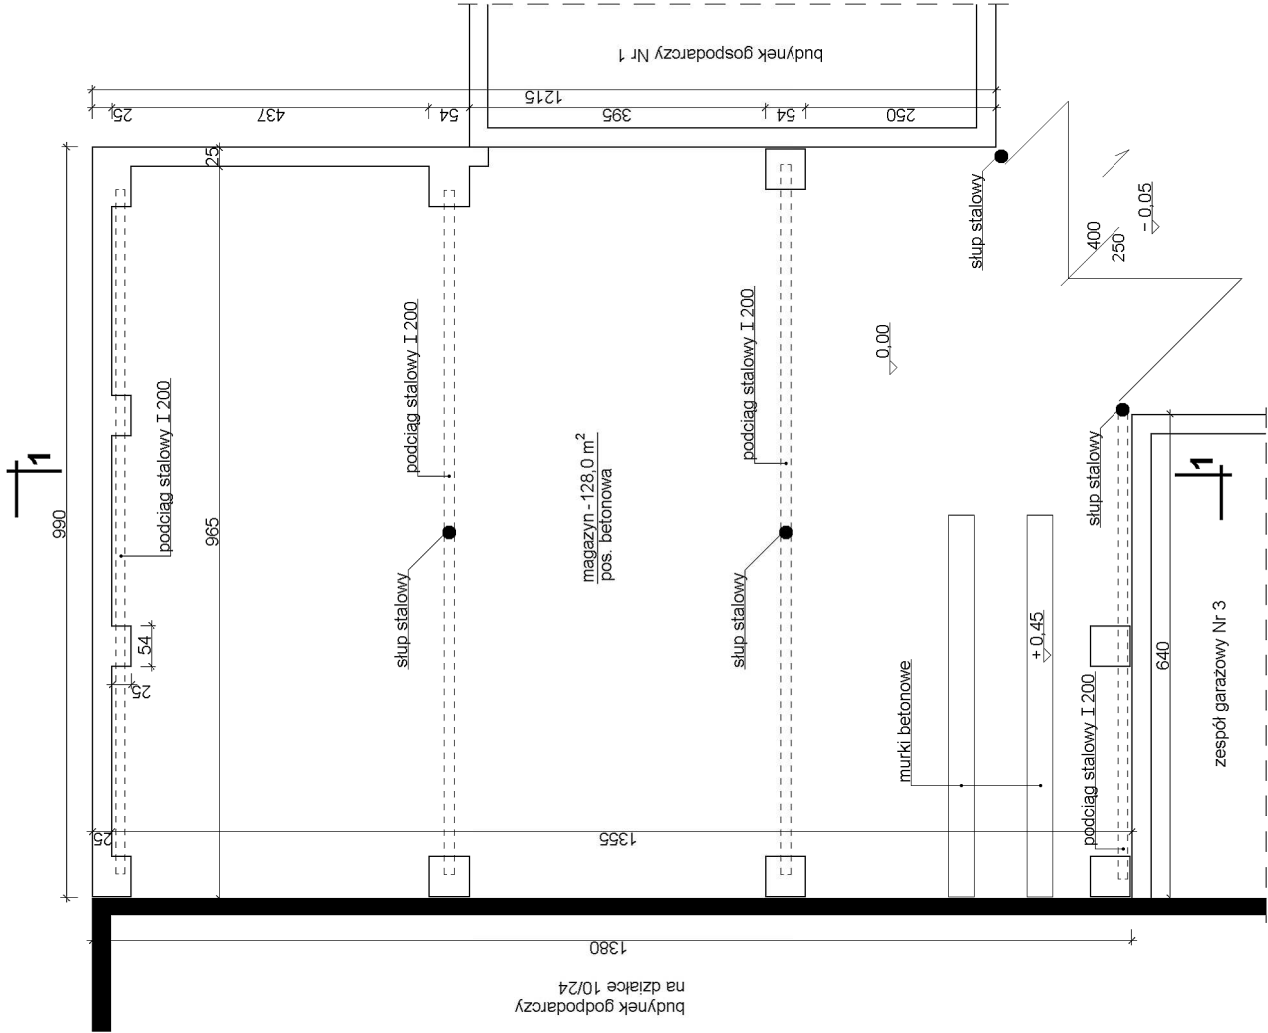 budynek gospodarczy Nr 1
1215
25
437
54
395
54
250
25
990
965
1
podciąg stalowy I 200
podciąg stalowy I 200
podciąg stalowy I 200
słup stalowy
400
250
- 0,05
0,00
magazyn - 128,0 m²
pos. betonowa
słup stalowy
słup stalowy
słup stalowy
1
54
25
murki betonowe
+ 0,45
podciąg stalowy I 200
640
zespół garażowy Nr 3
25
1355
1380
budynek godpodarczy
na działce 10/24